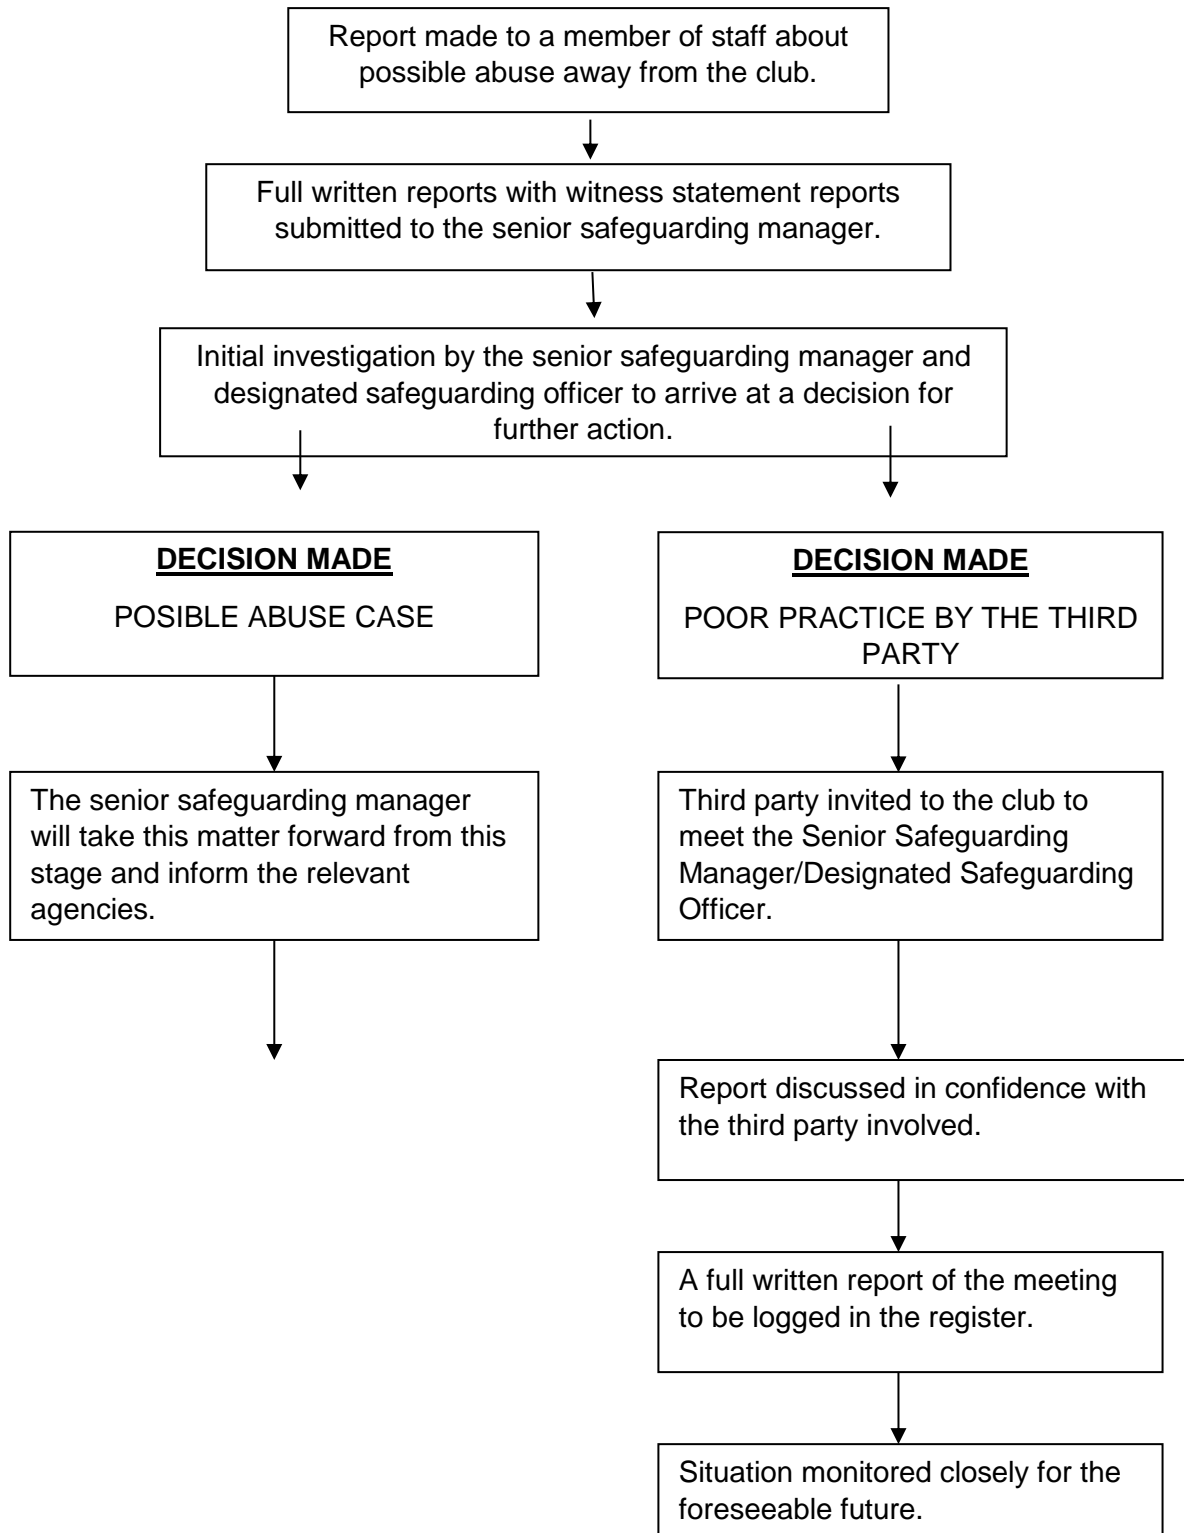 Report made to a member of staff about
possible abuse away from the club.
Full written reports with witness statement reports
submitted to the senior safeguarding manager.
Initial investigation by the senior safeguarding manager and
designated safeguarding officer to arrive at a decision for
further action.
DECISION MADE
POSIBLE ABUSE CASE
The senior safeguarding manager
will take this matter forward from this
stage and inform the relevant
agencies.
DECISION MADE
POOR PRACTICE BY THE THIRD
PARTY
Third party invited to the club to
meet the Senior Safeguarding
Manager/Designated Safeguarding
Officer.
Report discussed in confidence with
the third party involved.
A full written report of the meeting
to be logged in the register.
Situation monitored closely for the
foreseeable future.